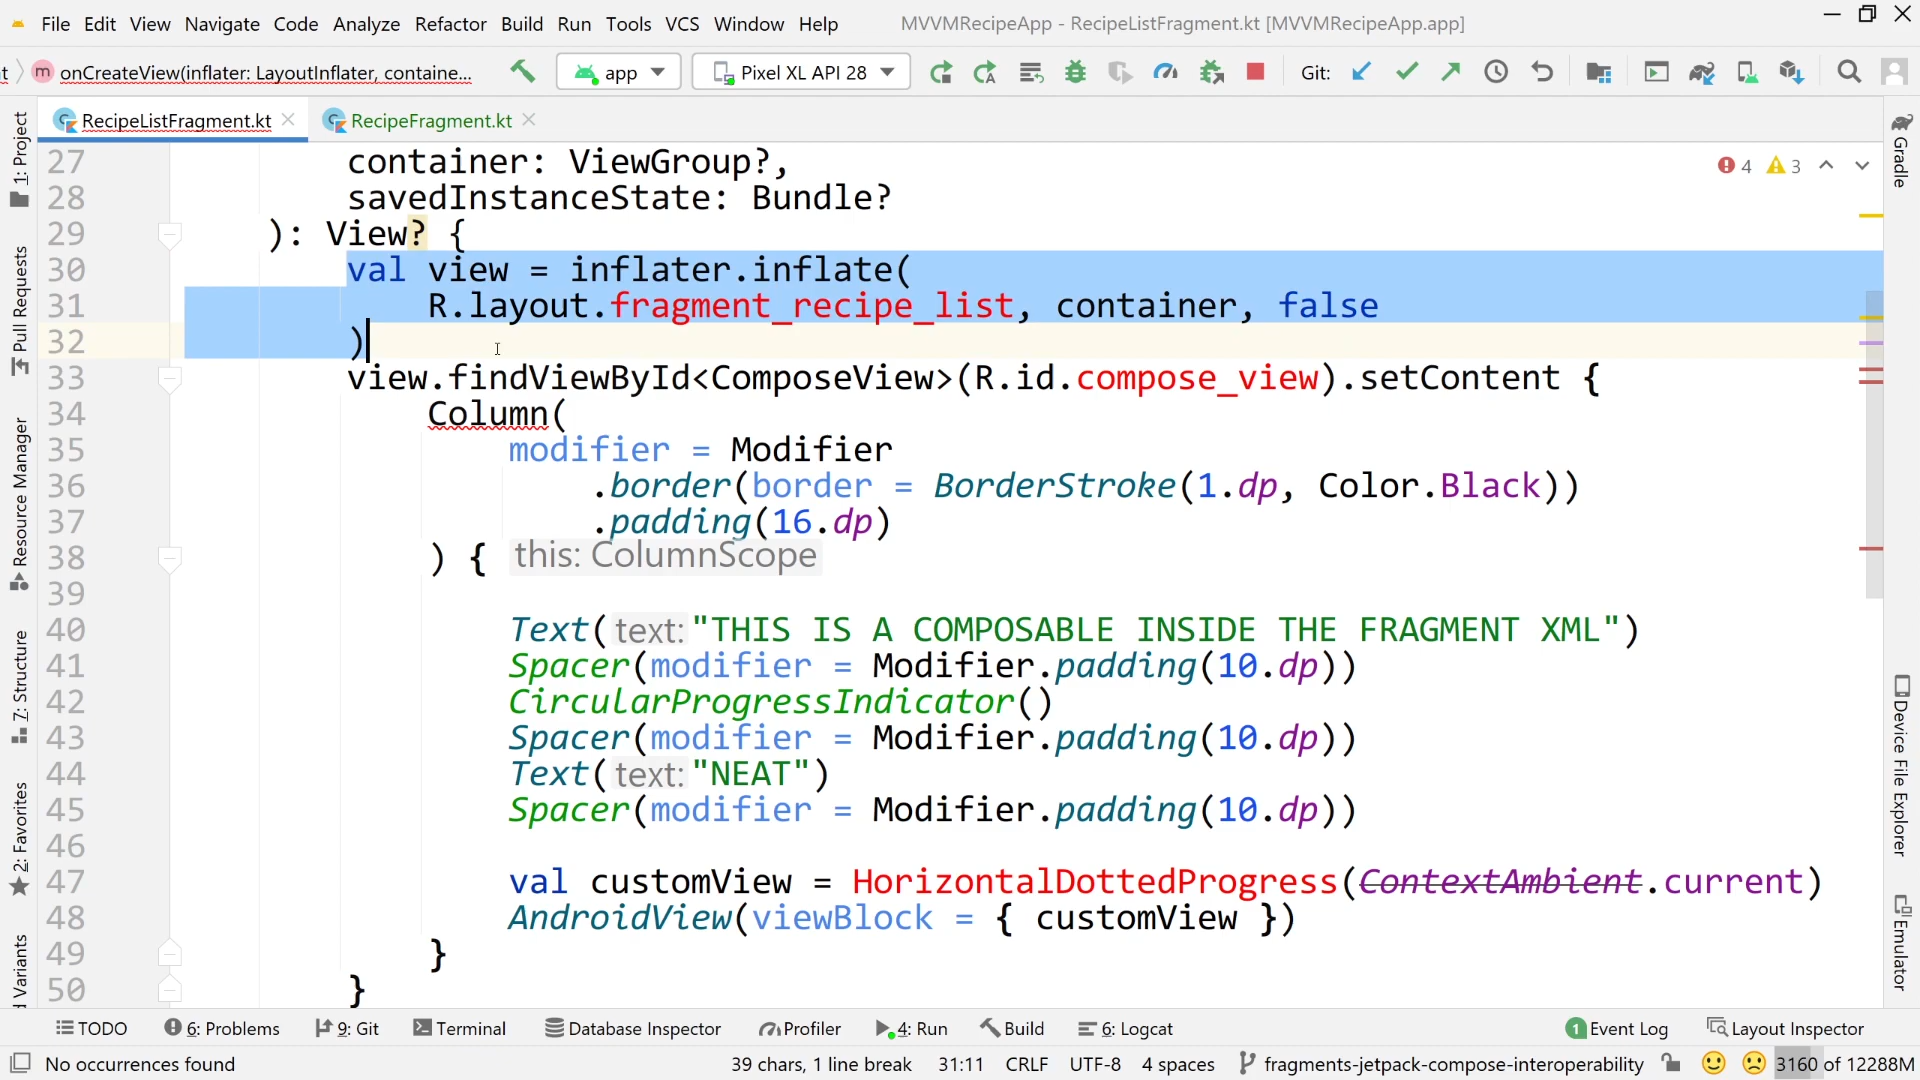 File Edit View Navigate Code Analyze Refactor Build Run Tools VCS Window Help MVVMRecipeApp - RecipeListFragment.kt [MVVMRecipeApp.app]
t m onCreateView(inflater: LayoutInflater, containe... app Pixel XL API 28 Git:
RecipeListFragment.kt RecipeFragment.kt
27 container: ViewGroup?,
4 3
28 savedInstanceState: Bundle?
29 ): View? {
30 val view = inflater.inflate(
31 R.layout.fragment_recipe_list, container, false
32 )
33 view.findViewById<ComposeView>(R.id.compose_view).setContent {
34 Column(
35 modifier = Modifier
36 .border(border = BorderStroke(1.dp, Color.Black))
37 .padding(16.dp)
38 ) { this: ColumnScope
39
40 Text( text: "THIS IS A COMPOSABLE INSIDE THE FRAGMENT XML")
41 Spacer(modifier = Modifier.padding(10.dp))
42 CircularProgressIndicator()
43 Spacer(modifier = Modifier.padding(10.dp))
44 Text( text: "NEAT")
45 Spacer(modifier = Modifier.padding(10.dp))
46
47 val customView = HorizontalDottedProgress(ContextAmbient.current)
48 AndroidView(viewBlock = { customView })
49 }
50 }
1: Project
Pull Requests
Resource Manager
7: Structure
2: Favorites
d Variants
Gradle
Device File Explorer
Emulator
TODO 6: Problems 9: Git Terminal Database Inspector Profiler 4: Run Build 6: Logcat 1 Event Log Layout Inspector
No occurrences found 39 chars, 1 line break 31:11 CRLF UTF-8 4 spaces fragments-jetpack-compose-interoperability 3160 of 12288M